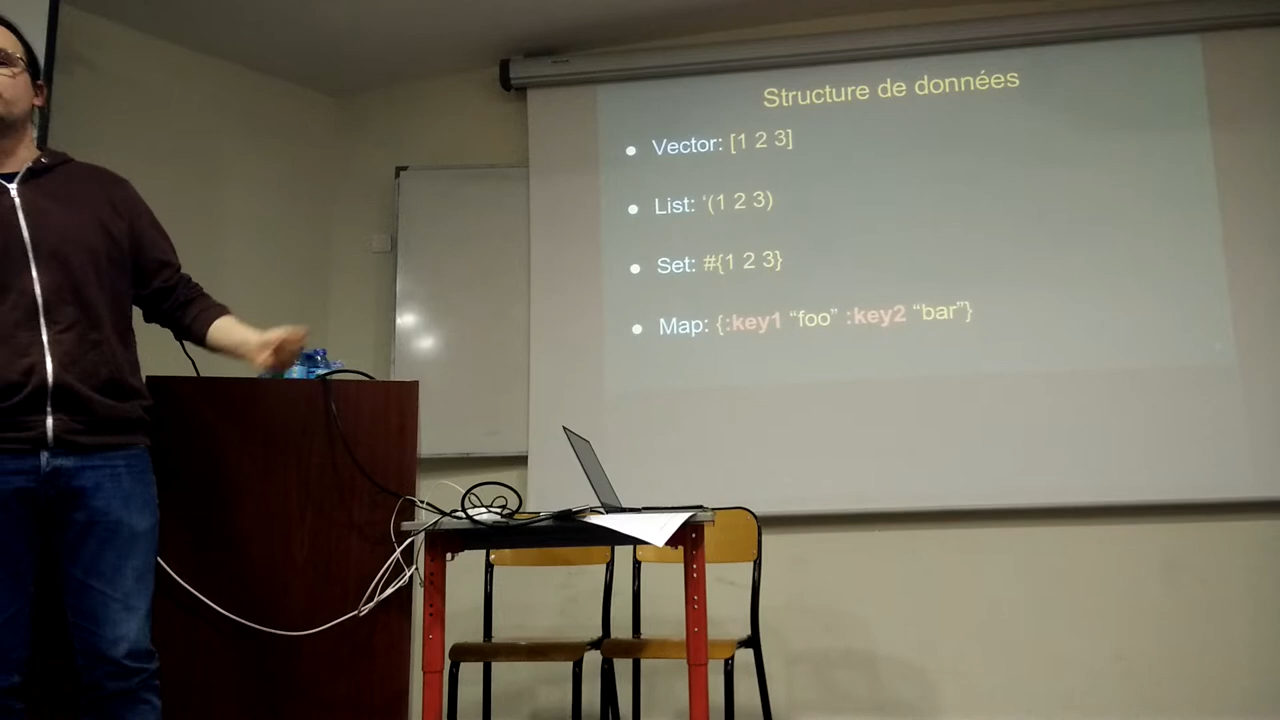 Structure de données
Vector: [1 2 3]
List: ‘(1 2 3)
Set: #{1 2 3}
Map: {:key1 “foo” :key2 “bar”}